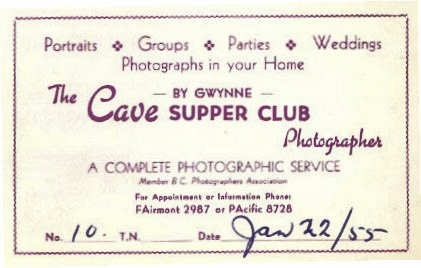 Portraits ❖ Groups ❖ Parties ❖ Weddings
Photographs in your Home
The Cave — BY GWYNNE —
SUPPER CLUB
Photographer
A COMPLETE PHOTOGRAPHIC SERVICE
Member B C. Photographers Association
For Appointment or Information Phone:
FAirmont 2987 or PAcific 8728
No. 10. T.N. Date Jan 22/55